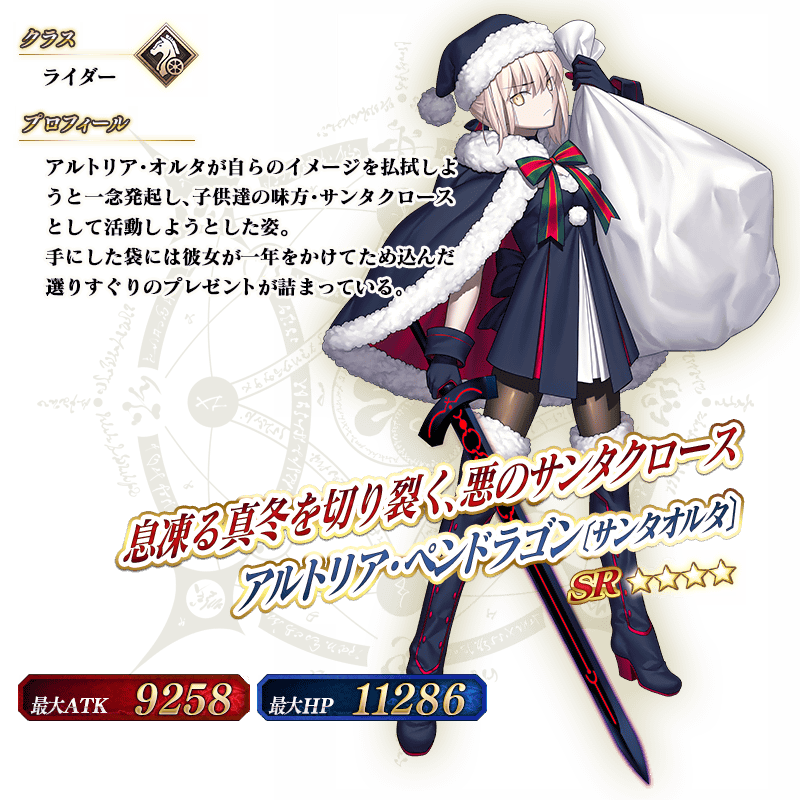 クラス
ライダー
プロフィール
アルトリア・オルタが自らのイメージを払拭しよ
うと一念発起し、子供達の味方・サンタクロース
として活動しようとした姿。
手にした袋には彼女が一年をかけてため込んだ
選りすぐりのプレゼントが詰まっている。
息凍る真冬を切り裂く、悪のサンタクロース
アルトリア・ペンドラゴン〔サンタオルタ〕
SR
最大ATK 9258 最大HP 11286